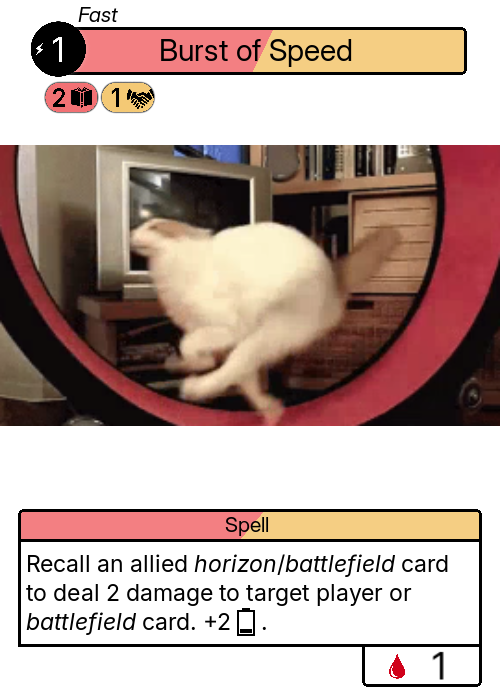 Fast
1 Burst of Speed
2 1
Spell
Recall an allied horizon/battlefield card
to deal 2 damage to target player or
battlefield card. +2 .
1